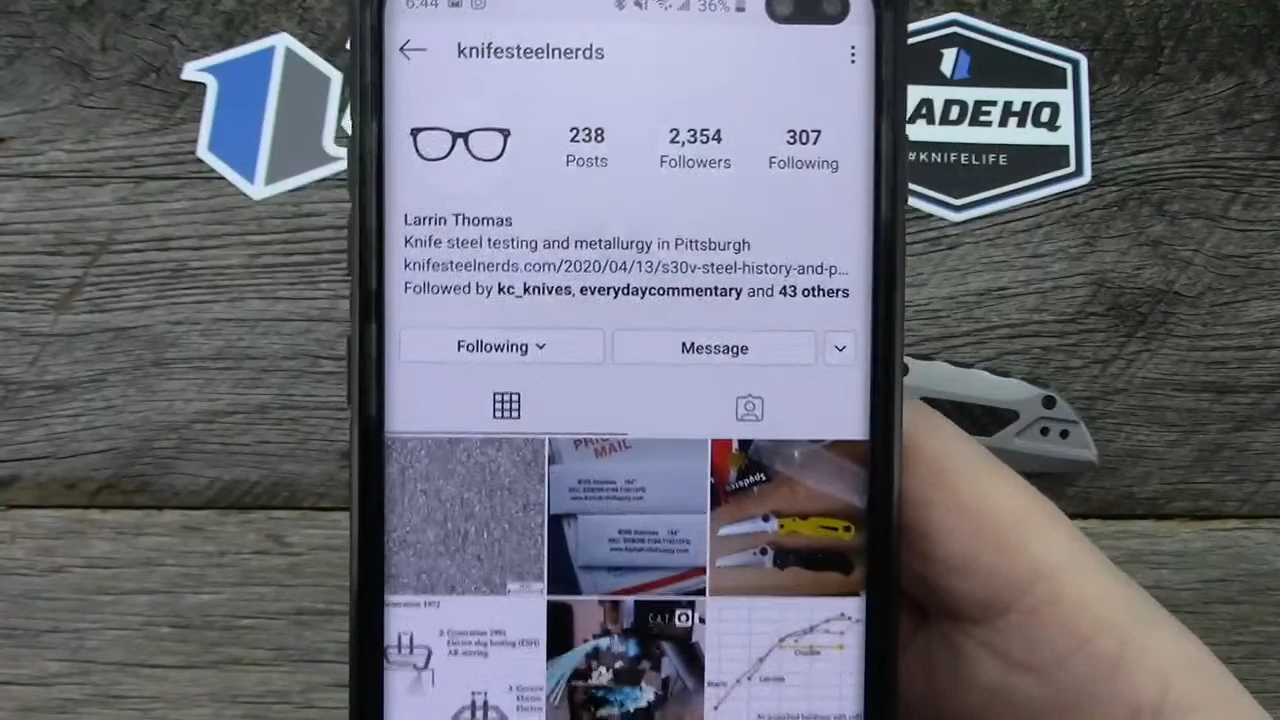 6:44
36%
knifesteelnerds
238
Posts
2,354
Followers
307
Following
Larrin Thomas
Knife steel testing and metallurgy in Pittsburgh
knifesteelnerds.com/2020/04/13/s30v-steel-history-and-p...
Followed by kc_knives, everydaycommentary and 43 others
Following
Message
ADEHQ
#KNIFELIFE
MAIL
Spyderco
C.A.T.
Crucible